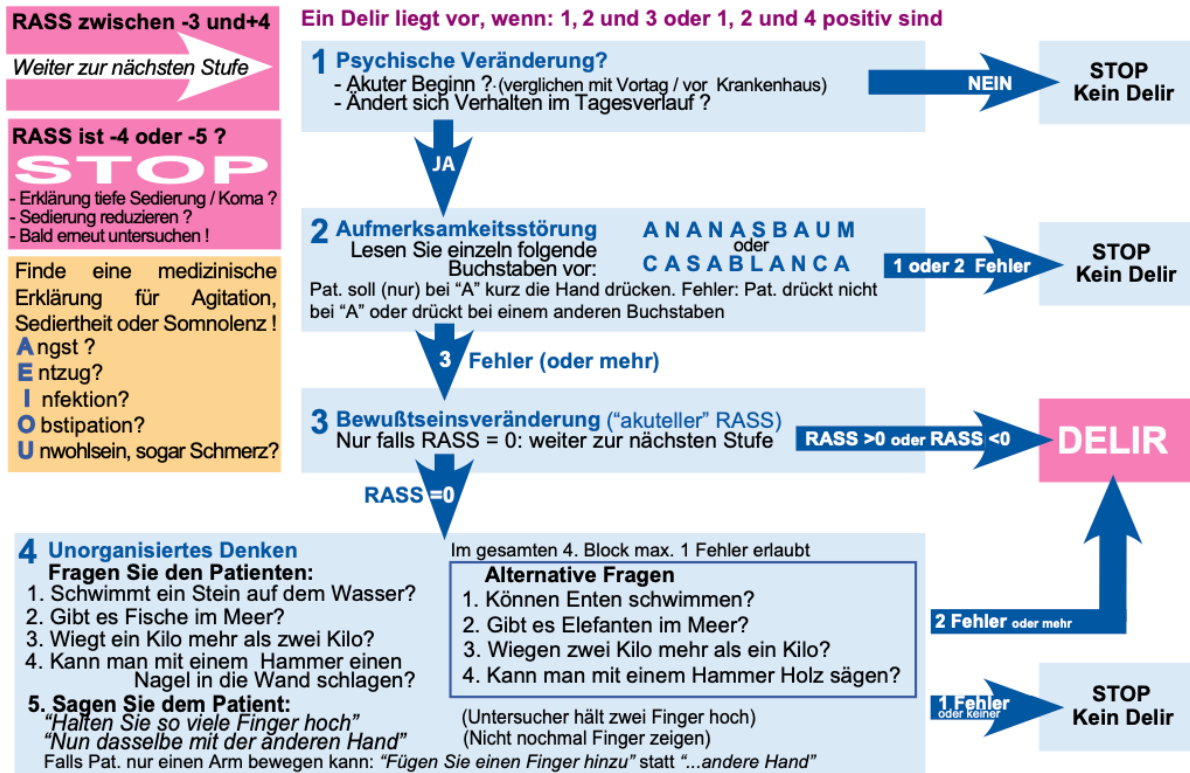 RASS zwischen -3 und+4
Weiter zur nächsten Stufe
RASS ist -4 oder -5 ?
STOP
- Erklärung tiefe Sedierung / Koma ?
- Sedierung reduzieren ?
- Bald erneut untersuchen !
Finde eine medizinische
Erklärung für Agitation,
Sediertheit oder Somnolenz !
A ngst ?
E ntzug?
I nfektion?
O bstipation?
U nwohlsein, sogar Schmerz?
Ein Delir liegt vor, wenn: 1, 2 und 3 oder 1, 2 und 4 positiv sind
1 Psychische Veränderung?
- Akuter Beginn ?· (verglichen mit Vortag / vor Krankenhaus)
- Ändert sich Verhalten im Tagesverlauf ?
NEIN
STOP
Kein Delir
JA
2 Aufmerksamkeitsstörung
Lesen Sie einzeln folgende
Buchstaben vor:
A N A N A S B A U M
oder
C A S A B L A N C A
Pat. soll (nur) bei “A” kurz die Hand drücken. Fehler: Pat. drückt nicht
bei “A” oder drückt bei einem anderen Buchstaben
1 oder 2 Fehler
STOP
Kein Delir
3 Fehler (oder mehr)
3 Bewußtseinsveränderung (“akuteller” RASS)
Nur falls RASS = 0: weiter zur nächsten Stufe
RASS >0 oder RASS <0
DELIR
RASS =0
4 Unorganisiertes Denken
Fragen Sie den Patienten:
1. Schwimmt ein Stein auf dem Wasser?
2. Gibt es Fische im Meer?
3. Wiegt ein Kilo mehr als zwei Kilo?
4. Kann man mit einem Hammer einen
Nagel in die Wand schlagen?
Im gesamten 4. Block max. 1 Fehler erlaubt
Alternative Fragen
1. Können Enten schwimmen?
2. Gibt es Elefanten im Meer?
3. Wiegen zwei Kilo mehr als ein Kilo?
4. Kann man mit einem Hammer Holz sägen?
5. Sagen Sie dem Patient:
“Halten Sie so viele Finger hoch” (Untersucher hält zwei Finger hoch)
“Nun dasselbe mit der anderen Hand” (Nicht nochmal Finger zeigen)
Falls Pat. nur einen Arm bewegen kann: “Fügen Sie einen Finger hinzu” statt “...andere Hand”
2 Fehler oder mehr
1 Fehler
oder keiner
STOP
Kein Delir